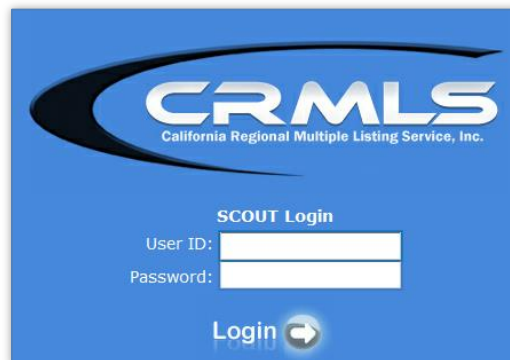 CRMLS
California Regional Multiple Listing Service, Inc.
SCOUT Login
User ID:
Password:
Login